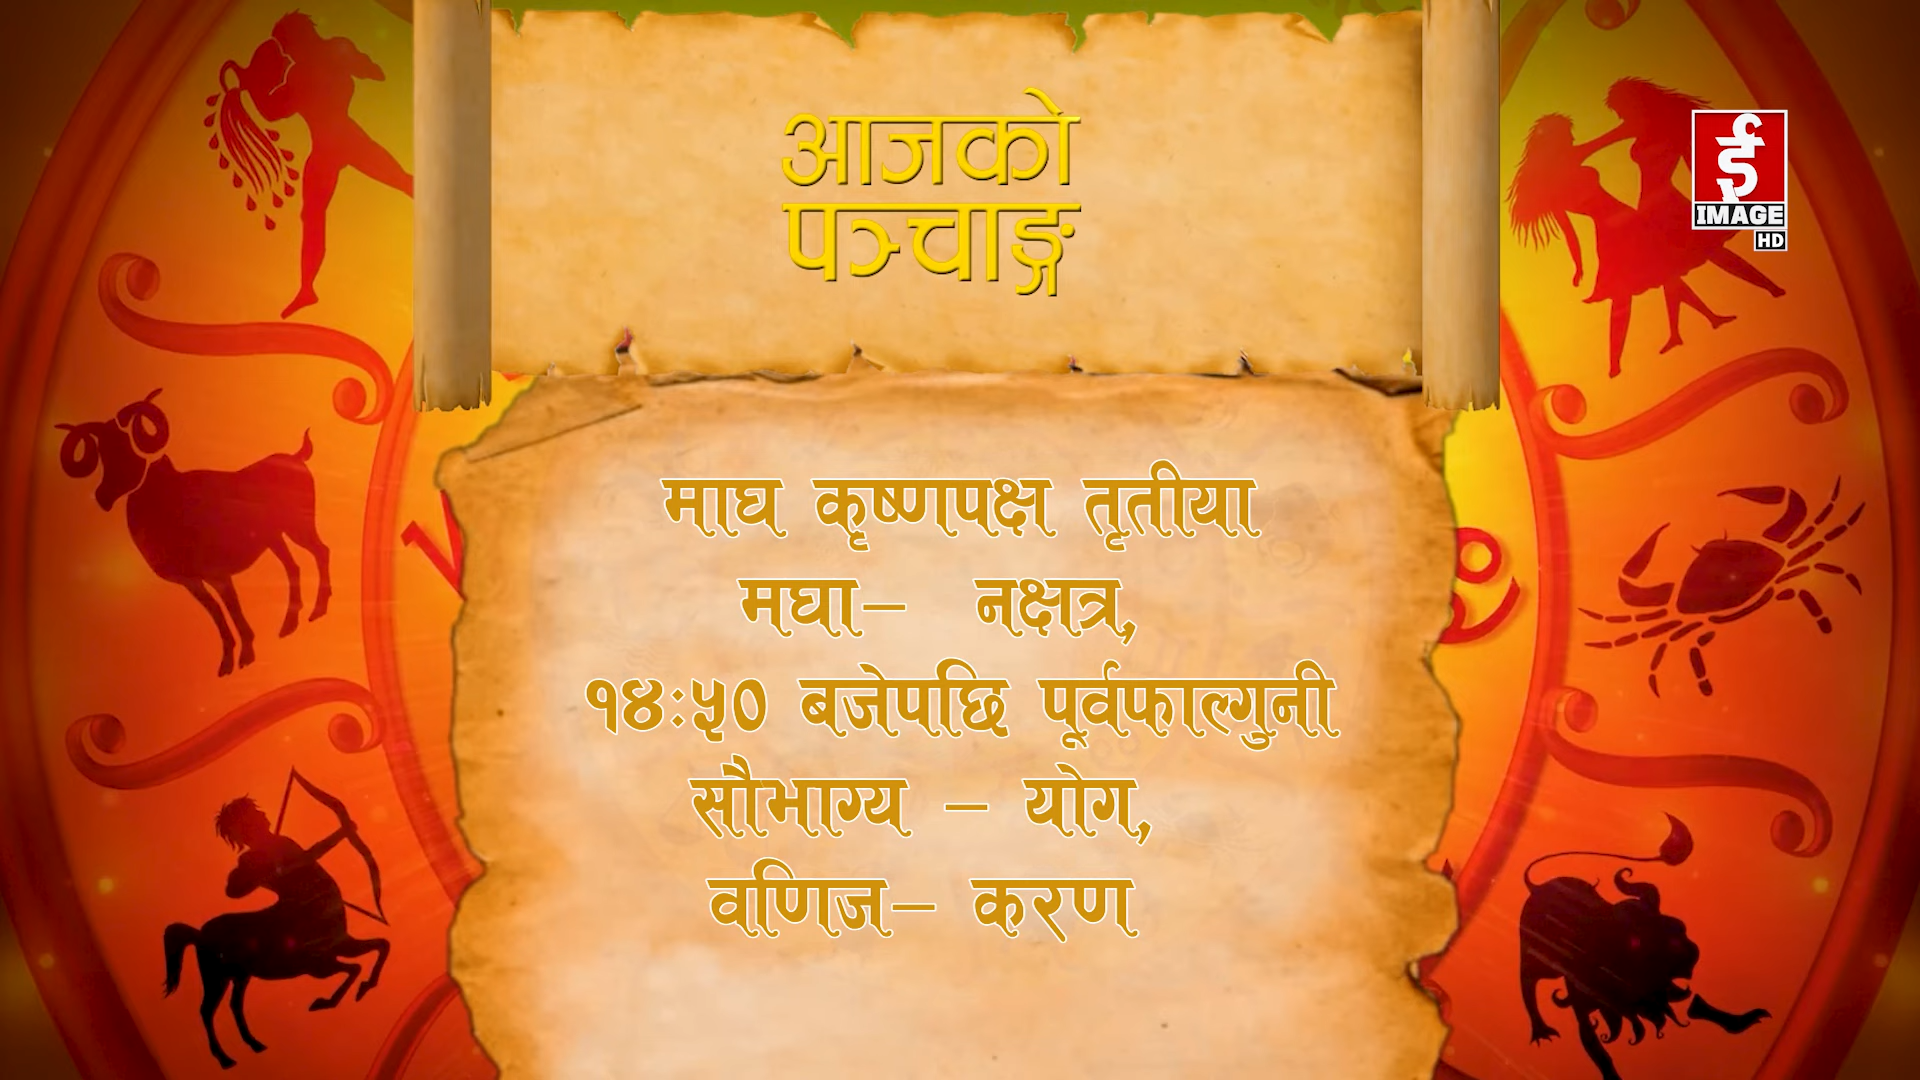 आजको
पञ्चाङ्ग
ई
IMAGE
HD
माघ कृष्णपक्ष तृतीया
मघा– नक्षत्र,
१४:५० बजेपछि पूर्वफाल्गुनी
सौभाग्य – योग,
वणिज– करण